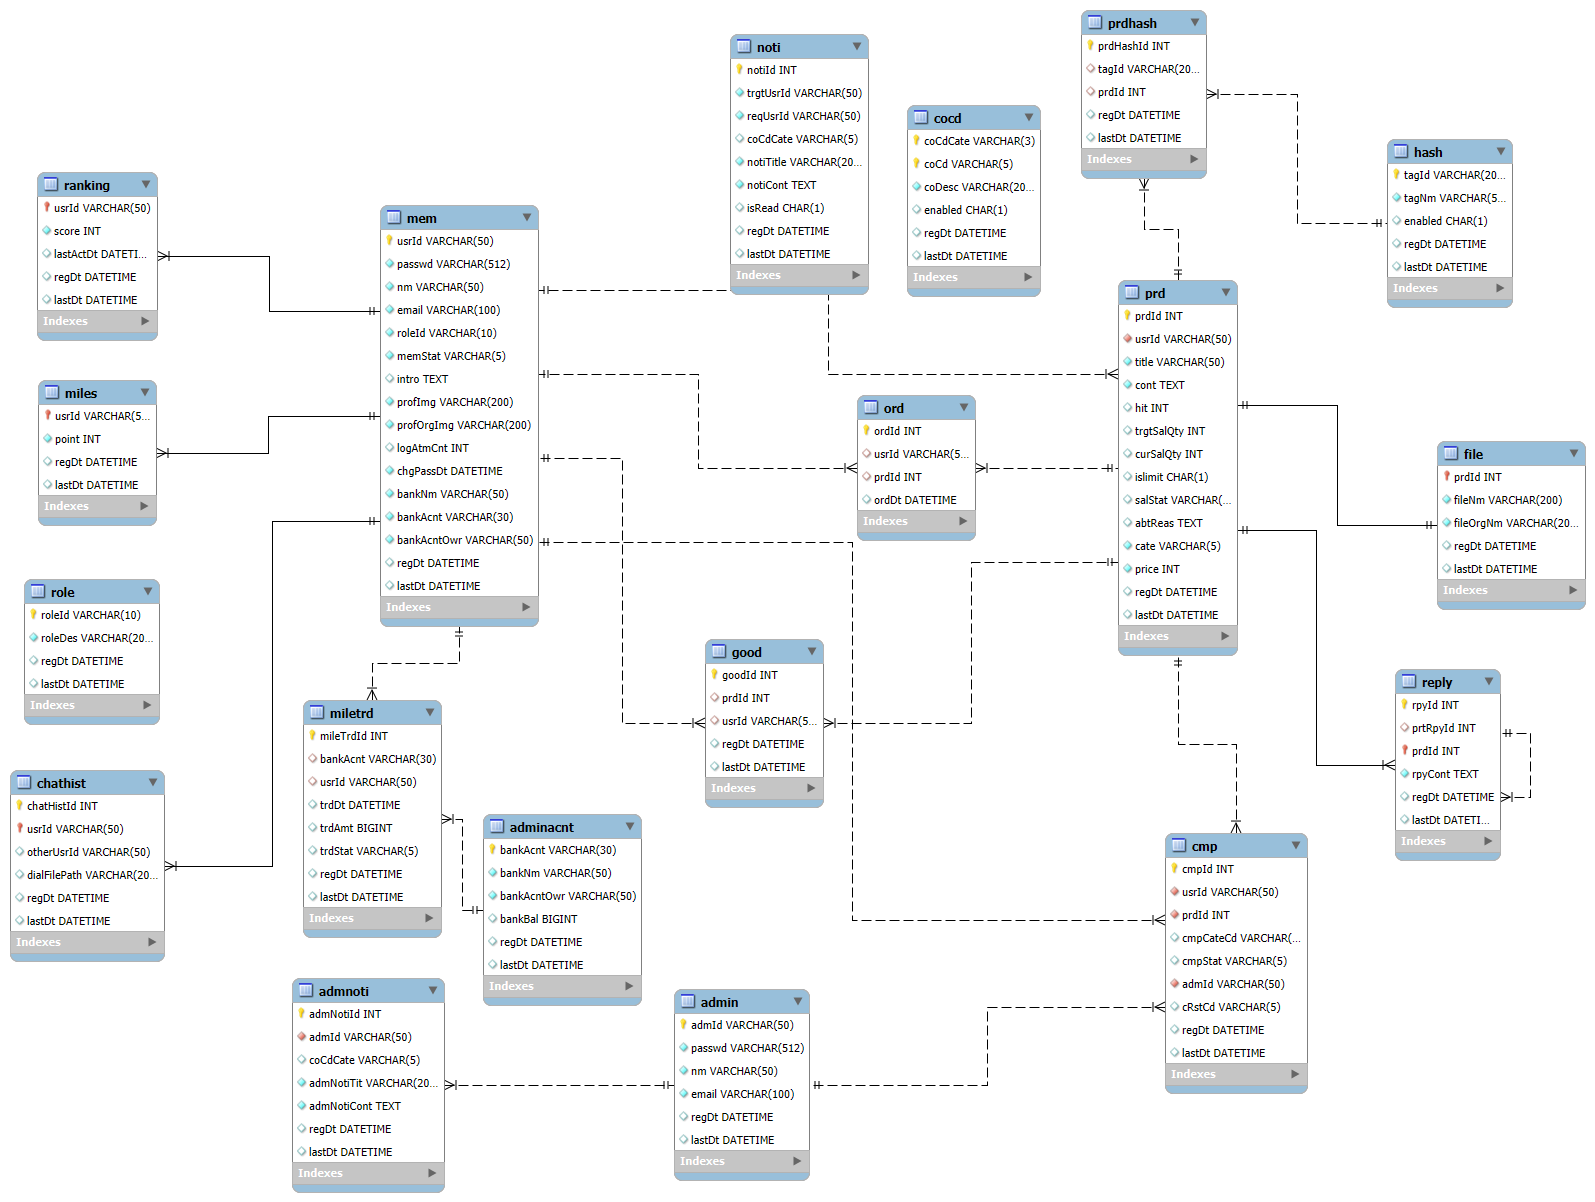 prdhash
prdHashId INT
tagId VARCHAR(20...
prdId INT
regDt DATETIME
lastDt DATETIME
Indexes
noti
notiId INT
trgtUsrId VARCHAR(50)
reqUsrId VARCHAR(50)
coCdCate VARCHAR(5)
notiTitle VARCHAR(20...
notiCont TEXT
isRead CHAR(1)
regDt DATETIME
lastDt DATETIME
Indexes
cocd
coCdCate VARCHAR(3)
coCd VARCHAR(5)
coDesc VARCHAR(20...
enabled CHAR(1)
regDt DATETIME
lastDt DATETIME
Indexes
hash
tagId VARCHAR(20...
tagNm VARCHAR(5...
enabled CHAR(1)
regDt DATETIME
lastDt DATETIME
Indexes
ranking
usrId VARCHAR(50)
score INT
lastActDt DATETI...
regDt DATETIME
lastDt DATETIME
Indexes
mem
usrId VARCHAR(50)
passwd VARCHAR(512)
nm VARCHAR(50)
email VARCHAR(100)
roleId VARCHAR(10)
memStat VARCHAR(5)
intro TEXT
profImg VARCHAR(200)
profOrgImg VARCHAR(200)
logAtmCnt INT
chgPassDt DATETIME
bankNm VARCHAR(50)
bankAcnt VARCHAR(30)
bankAcntOwr VARCHAR(50)
regDt DATETIME
lastDt DATETIME
Indexes
prd
prdId INT
usrId VARCHAR(50)
title VARCHAR(50)
cont TEXT
hit INT
trgtSalQty INT
curSalQty INT
islimit CHAR(1)
salStat VARCHAR(...
abtReas TEXT
cate VARCHAR(5)
price INT
regDt DATETIME
lastDt DATETIME
Indexes
miles
usrId VARCHAR(5...
point INT
regDt DATETIME
lastDt DATETIME
Indexes
ord
ordId INT
usrId VARCHAR(5...
prdId INT
ordDt DATETIME
Indexes
file
prdId INT
fileNm VARCHAR(200)
fileOrgNm VARCHAR(20...
regDt DATETIME
lastDt DATETIME
Indexes
role
roleId VARCHAR(10)
roleDes VARCHAR(20...
regDt DATETIME
lastDt DATETIME
Indexes
good
goodId INT
prdId INT
usrId VARCHAR(5...
regDt DATETIME
lastDt DATETIME
Indexes
reply
rpyId INT
prtRpyId INT
prdId INT
rpyCont TEXT
regDt DATETIME
lastDt DATETI...
Indexes
miletrd
mileTrdId INT
bankAcnt VARCHAR(30)
usrId VARCHAR(50)
trdDt DATETIME
trdAmt BIGINT
trdStat VARCHAR(5)
regDt DATETIME
lastDt DATETIME
Indexes
chathist
chatHistId INT
usrId VARCHAR(50)
otherUsrId VARCHAR(50)
dialFilePath VARCHAR(20...
regDt DATETIME
lastDt DATETIME
Indexes
adminacnt
bankAcnt VARCHAR(30)
bankNm VARCHAR(50)
bankAcntOwr VARCHAR(50)
bankBal BIGINT
regDt DATETIME
lastDt DATETIME
Indexes
cmp
cmpId INT
usrId VARCHAR(50)
prdId INT
cmpCateCd VARCHAR(...
cmpStat VARCHAR(5)
admId VARCHAR(50)
cRstCd VARCHAR(5)
regDt DATETIME
lastDt DATETIME
Indexes
admnoti
admNotiId INT
admId VARCHAR(50)
coCdCate VARCHAR(5)
admNotiTit VARCHAR(20...
admNotiCont TEXT
regDt DATETIME
lastDt DATETIME
Indexes
admin
admId VARCHAR(50)
passwd VARCHAR(512)
nm VARCHAR(50)
email VARCHAR(100)
regDt DATETIME
lastDt DATETIME
Indexes